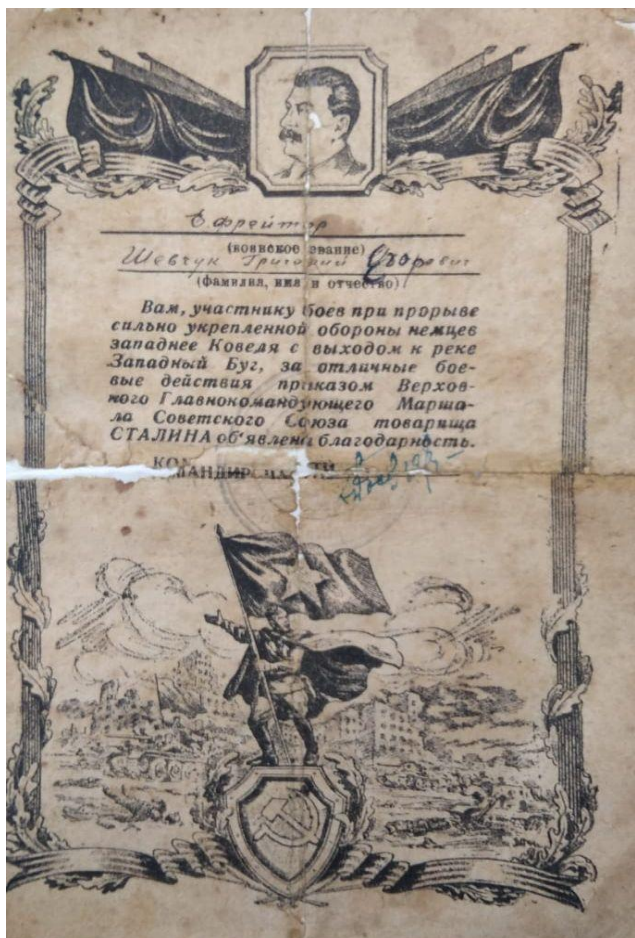 Ефрейтор
(воинское звание)
Шевчук Григорий Егорович
(фамилия, имя и отчество)
Вам, участнику боев при прорыве
сильно укрепленной обороны немцев
западнее Ковеля с выходом к реке
Западный Буг, за отличные бое-
вые действия приказом Верхов-
ного Главнокомандующего Марша-
ла Советского Союза товарища
СТАЛИНА об'явлена благодарность.
КОМАНДИР ЧАСТИ